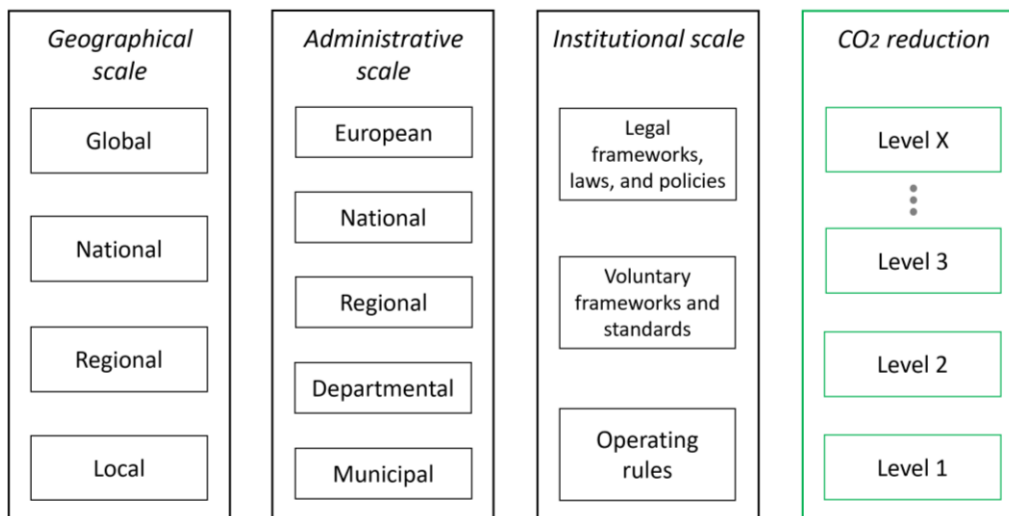 Geographical
scale
Global
National
Regional
Local
Administrative
scale
European
National
Regional
Departmental
Municipal
Institutional scale
Legal
frameworks,
laws, and policies
Voluntary
frameworks and
standards
Operating
rules
CO2 reduction
Level X
Level 3
Level 2
Level 1